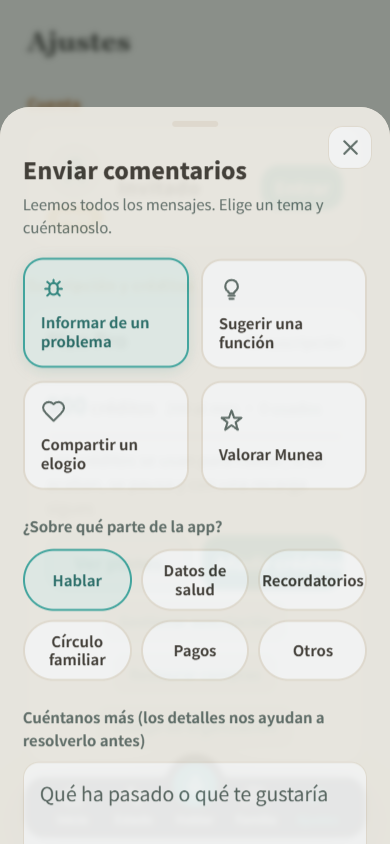 Ajustes
Cuenta
Enviar comentarios
Leemos todos los mensajes. Elige un tema y
cuéntanoslo.
Informar de un
problema
Sugerir una
función
Compartir un
elogio
Valorar Munea
¿Sobre qué parte de la app?
Hablar
Datos de
salud
Recordatorios
Círculo
familiar
Pagos
Otros
Cuéntanos más (los detalles nos ayudan a
resolverlo antes)
Qué ha pasado o qué te gustaría